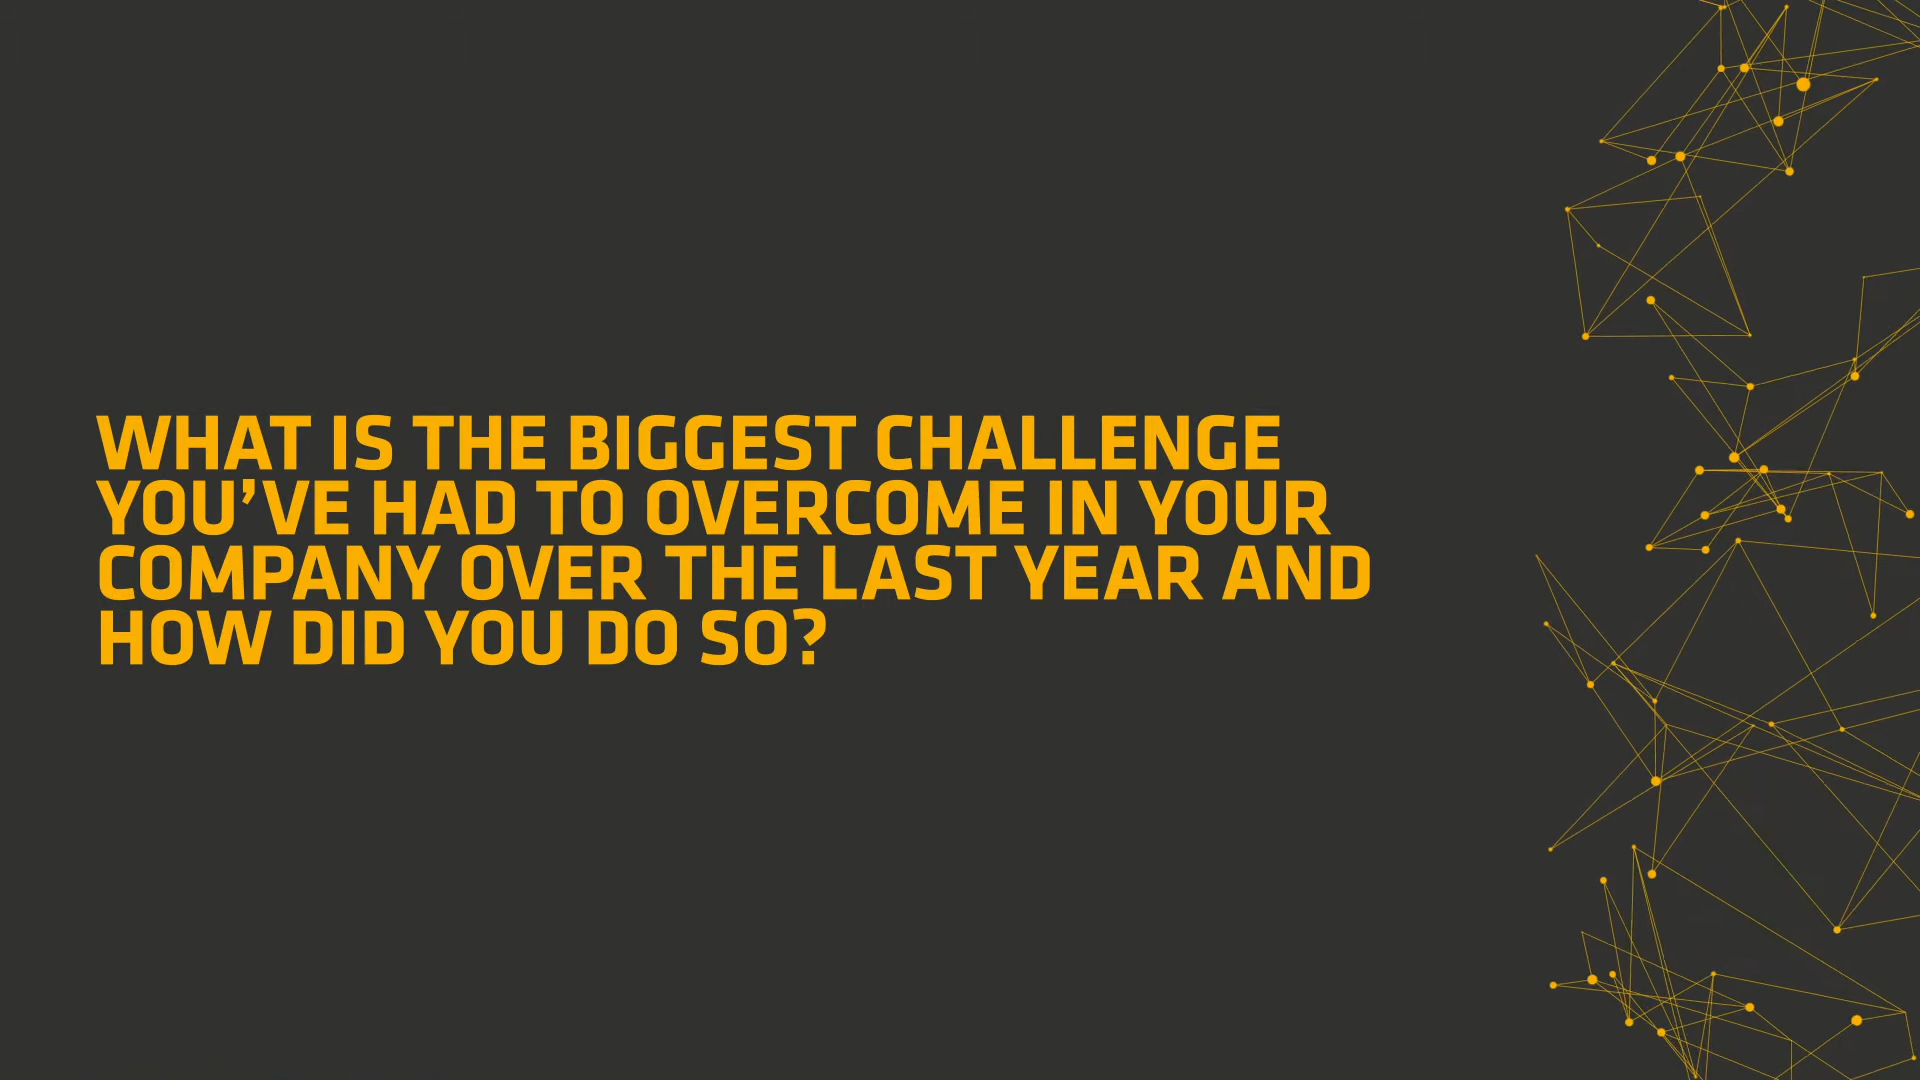 WHAT IS THE BIGGEST CHALLENGE
YOU’VE HAD TO OVERCOME IN YOUR
COMPANY OVER THE LAST YEAR AND
HOW DID YOU DO SO?